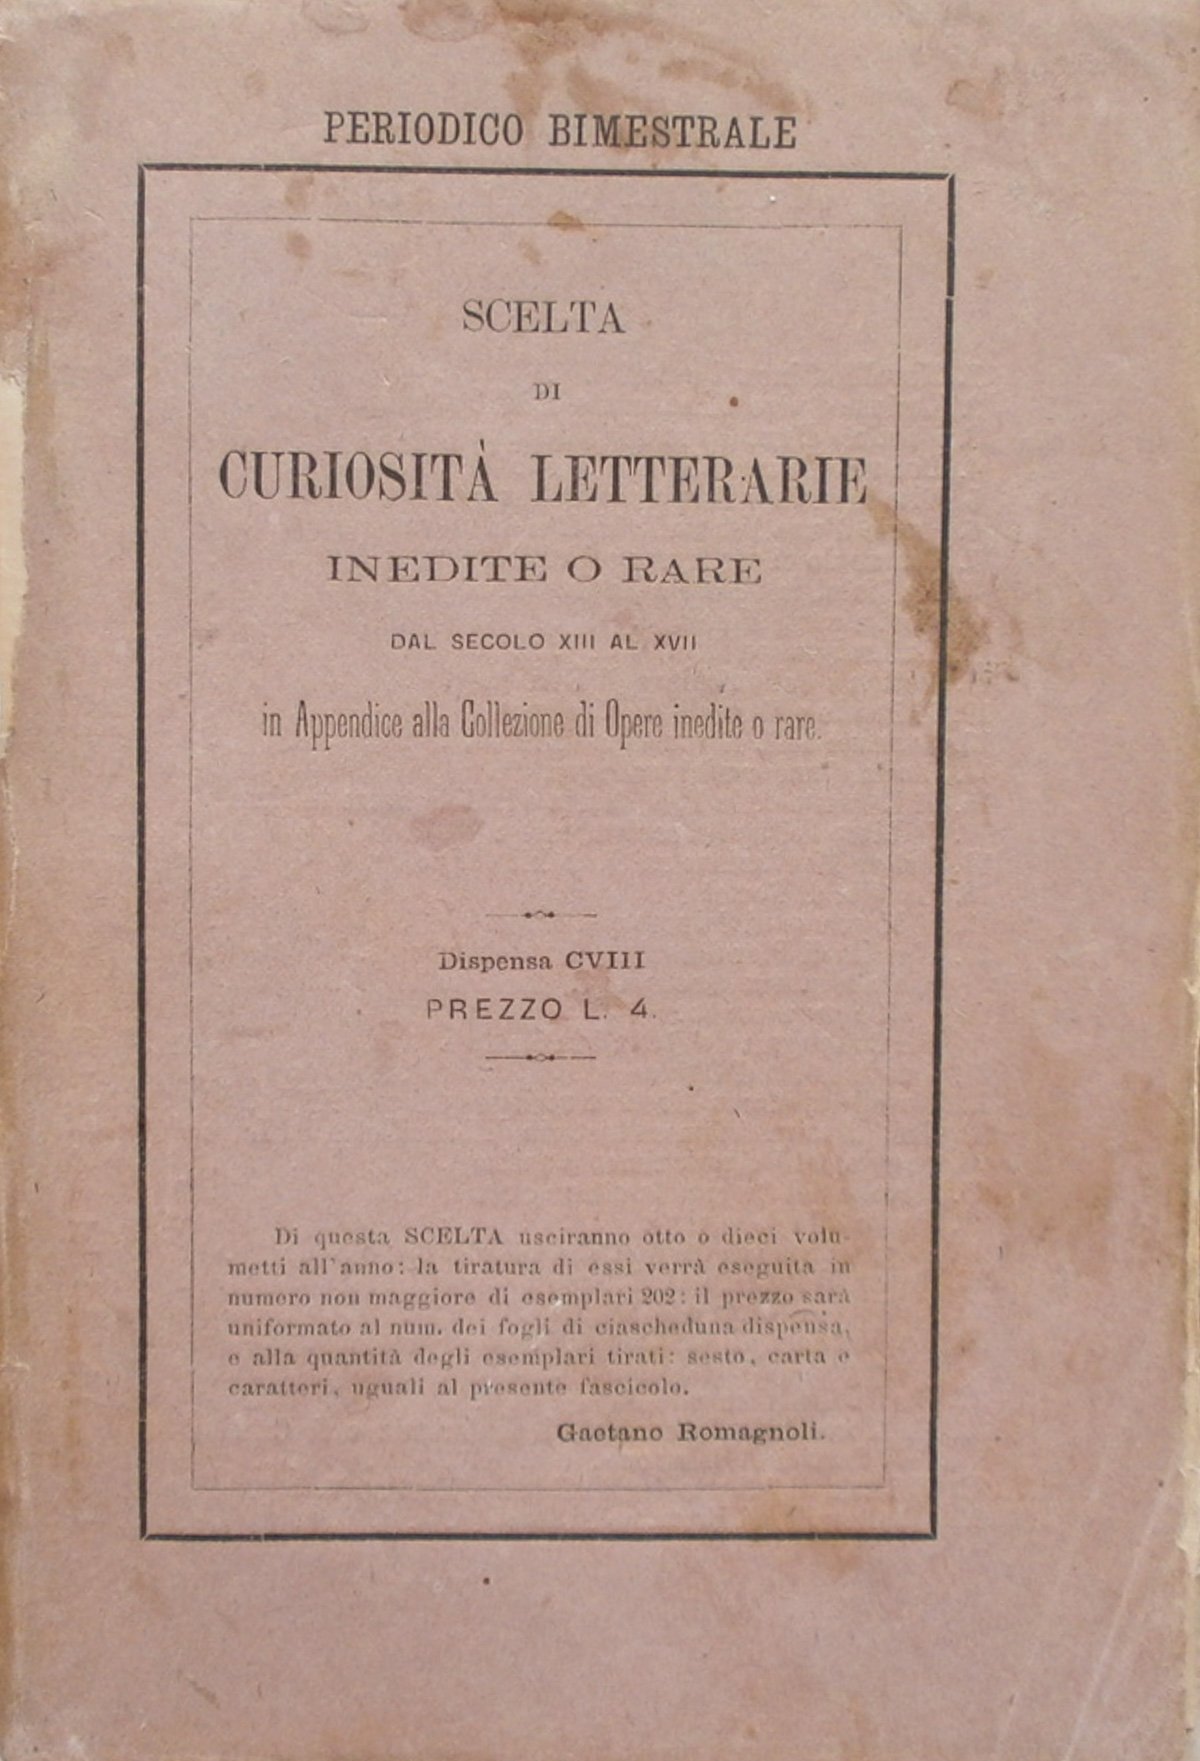 PERIODICO BIMESTRALE
SCELTA
DI
CURIOSITÀ LETTERARIE
INEDITE O RARE
DAL SECOLO XIII AL XVII
in Appendice alla Collezione di Opere inedite o rare.
Dispensa CVIII
PREZZO L. 4.
Di questa SCELTA usciranno otto o dieci volu-
metti all'anno: la tiratura di essi verrà eseguita in
numero non maggiore di esemplari 202: il prezzo sarà
uniformato al num. dei fogli di ciascheduna dispensa,
e alla quantità degli esemplari tirati: sesto, carta e
caratteri, uguali al presente fascicolo.
Gaetano Romagnoli.